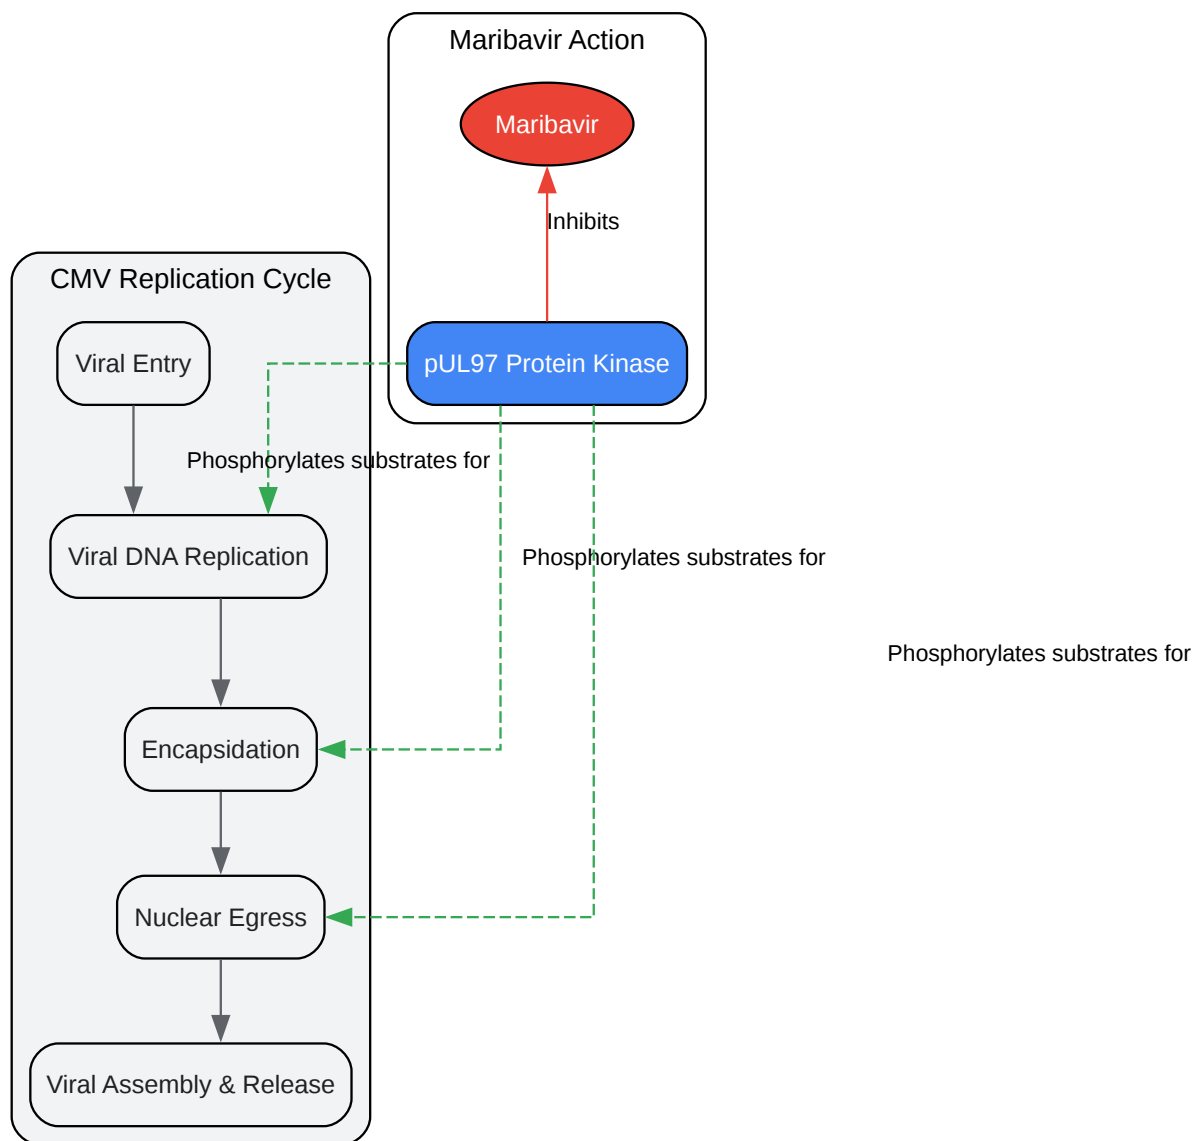 Maribavir Action
Maribavir
Inhibits
CMV Replication Cycle
Viral Entry
pUL97 Protein Kinase
Phosphorylates substrates for
Viral DNA Replication
Phosphorylates substrates for
Phosphorylates substrates for
Encapsidation
Nuclear Egress
Viral Assembly & Release